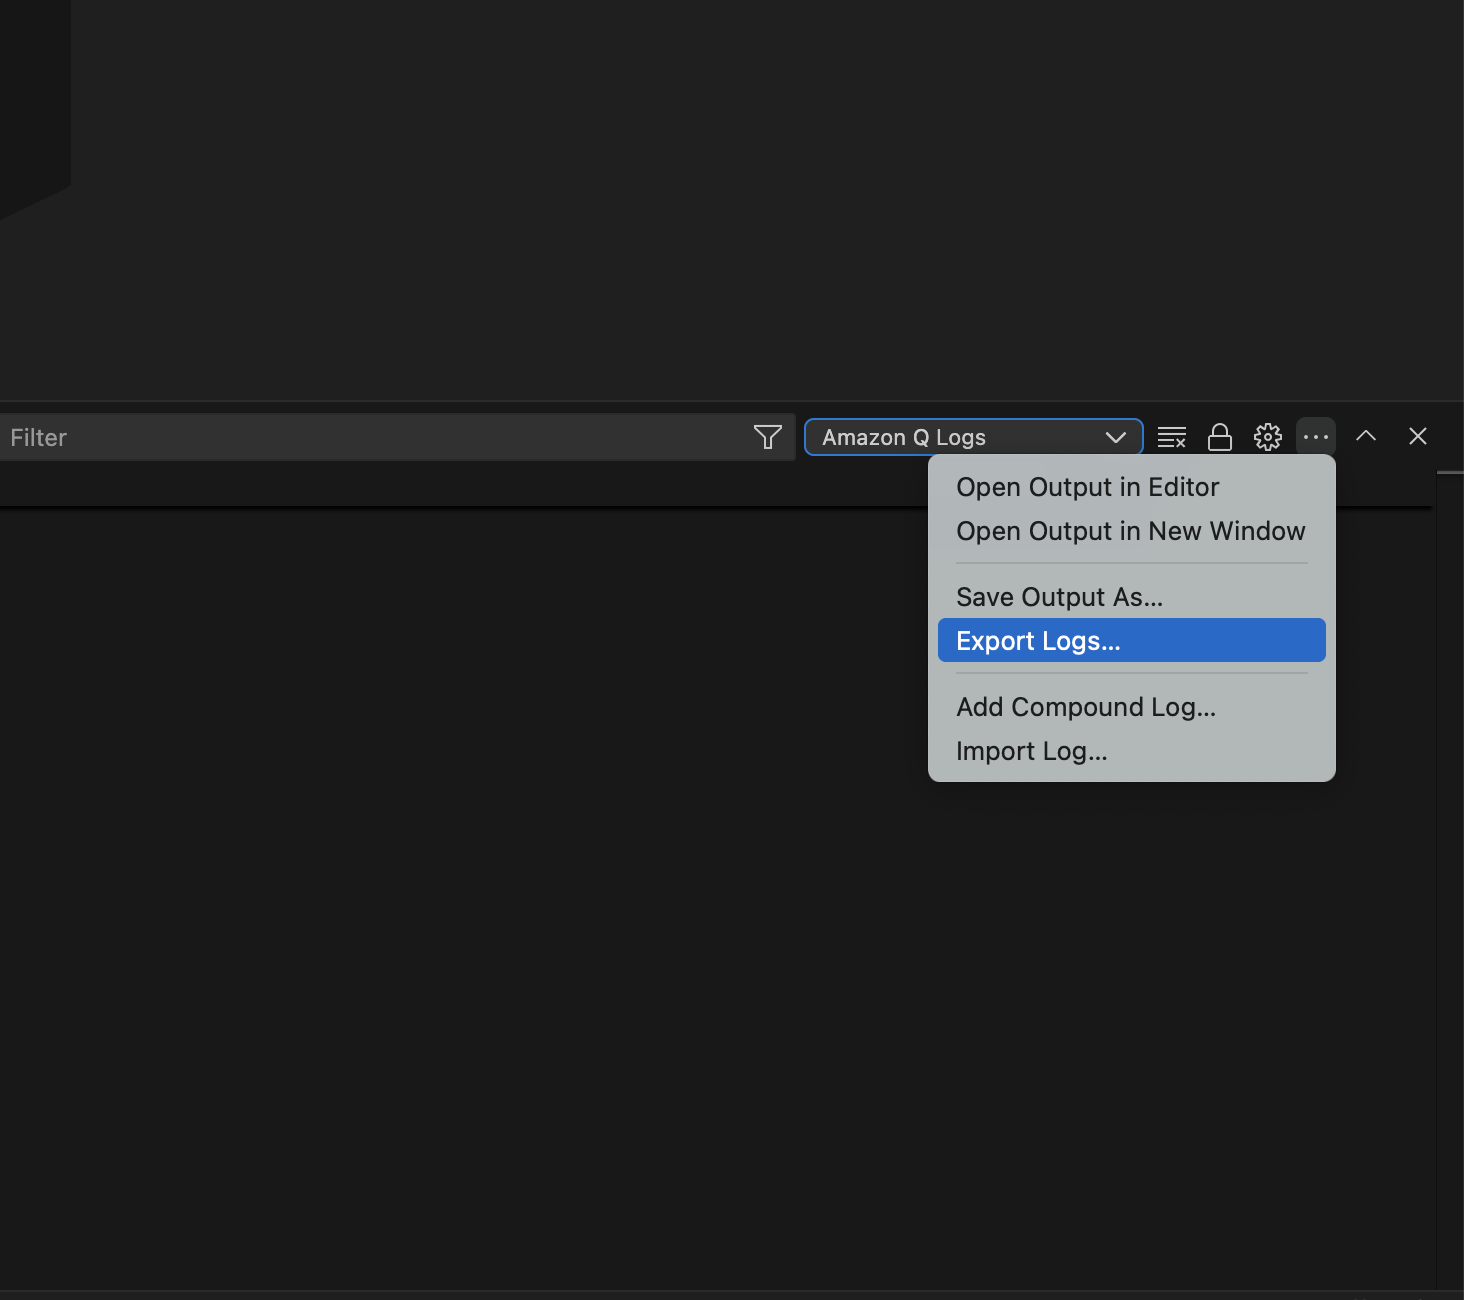 Filter
Amazon Q Logs
Open Output in Editor
Open Output in New Window
Save Output As...
Export Logs...
Add Compound Log...
Import Log...